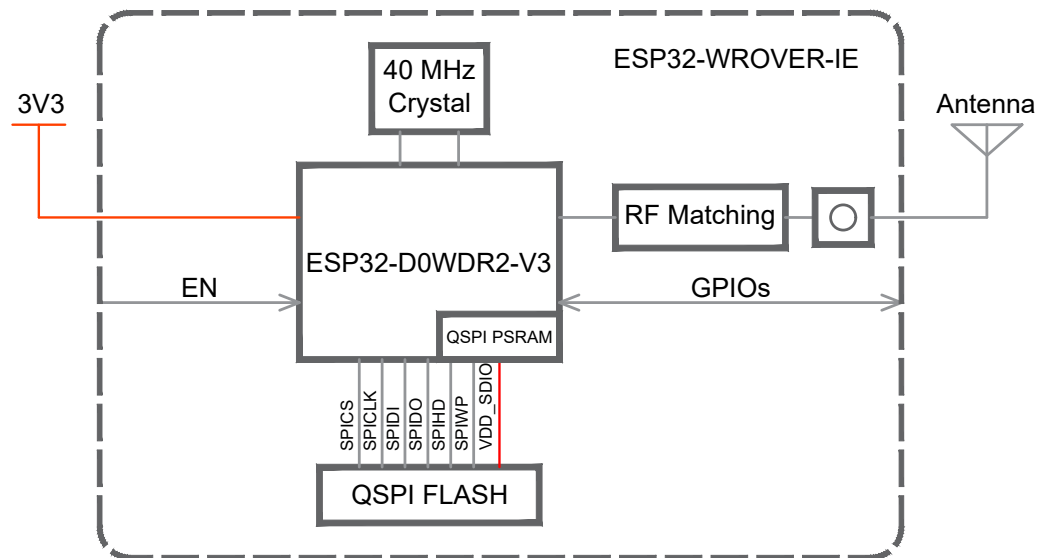 ESP32-WROVER-IE
40 MHz
Crystal
3V3
Antenna
RF Matching
ESP32-D0WDR2-V3
EN
GPIOs
QSPI PSRAM
SPICS
SPICLK
SPIDI
SPIDO
SPIHD
SPIWP
VDD_SDIO
QSPI FLASH